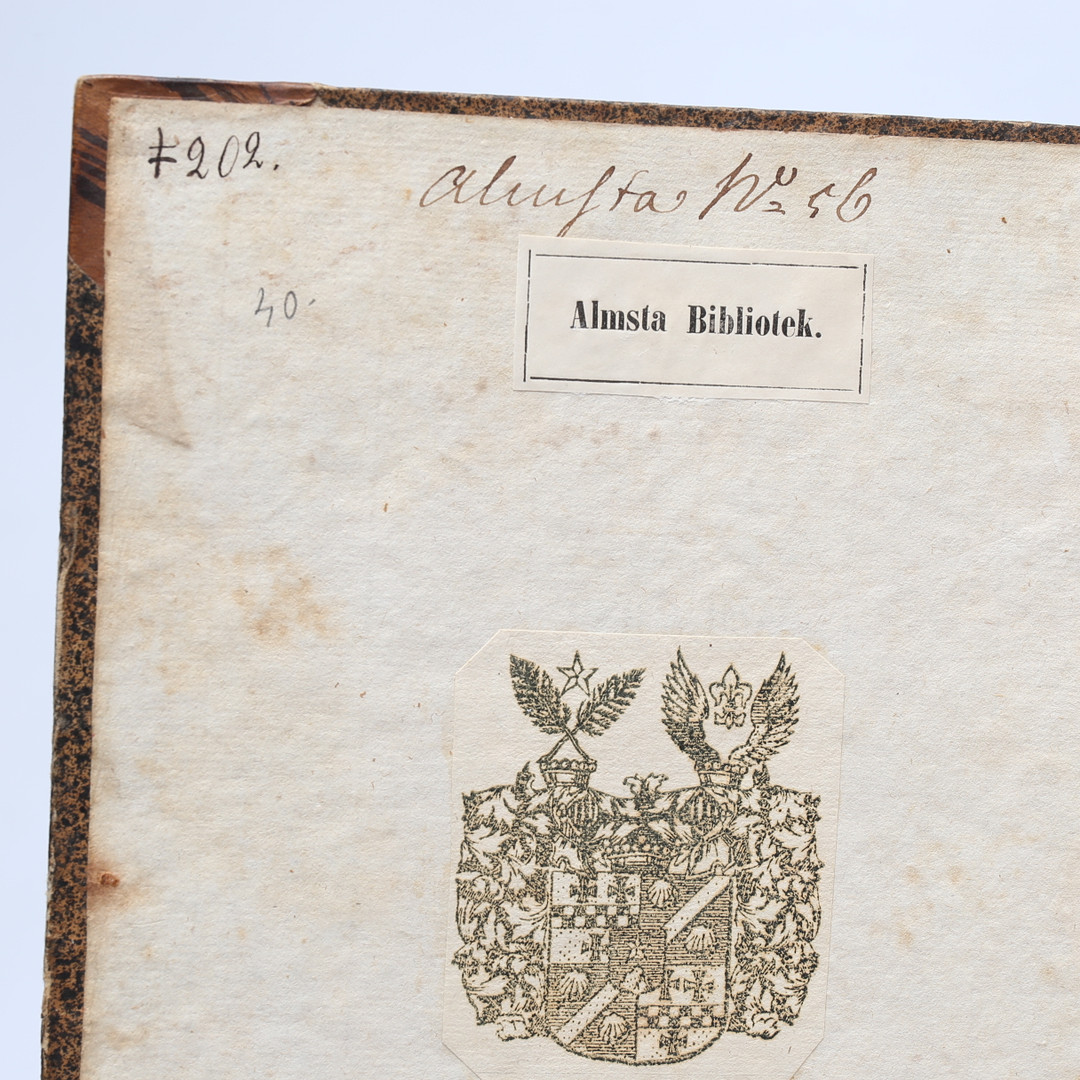 ‡202.
Almsta No 56
40.
Almsta Bibliotek.